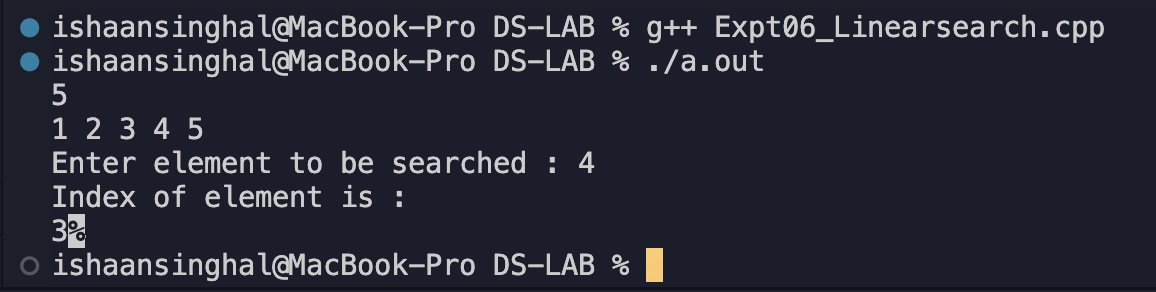 ishaansinghal@MacBook-Pro DS-LAB % g++ Expt06_Linearsearch.cpp
ishaansinghal@MacBook-Pro DS-LAB % ./a.out
5
1 2 3 4 5
Enter element to be searched : 4
Index of element is :
3%
ishaansinghal@MacBook-Pro DS-LAB %